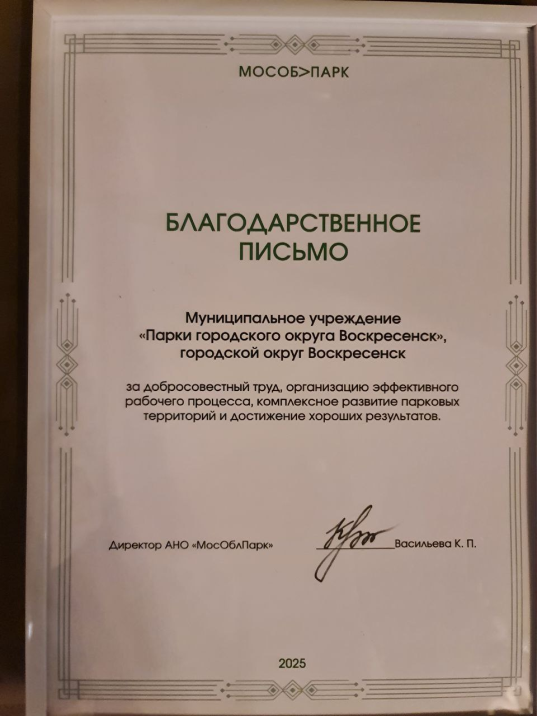 МОСОБ>ПАРК
БЛАГОДАРСТВЕННОЕ
ПИСЬМО
Муниципальное учреждение
«Парки городского округа Воскресенск»,
городской округ Воскресенск
за добросовестный труд, организацию эффективного
рабочего процесса, комплексное развитие парковых
территорий и достижение хороших результатов.
Директор АНО «МосОблПарк» Васильева К. П.
2025